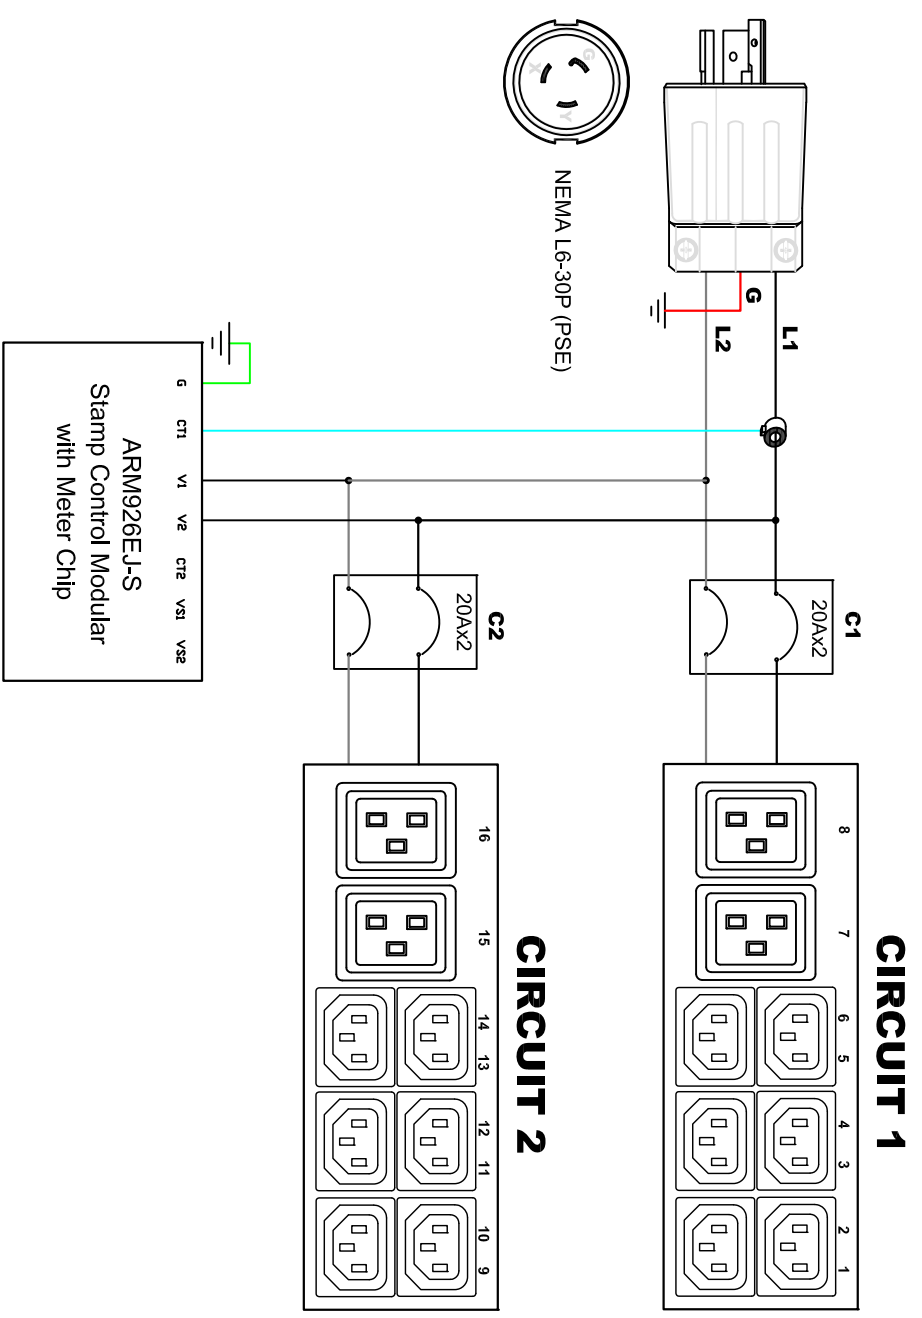 G
X
Y
NEMA L6-30P (PSE)
G
L1
L2
G
CT1
V1
V2
CT2
VS1
VS2
ARM926EJ-S
Stamp Control Modular
with Meter Chip
C1
20Ax2
C2
20Ax2
CIRCUIT 1
8
7
6
5
4
3
2
1
CIRCUIT 2
16
15
14
13
12
11
10
9